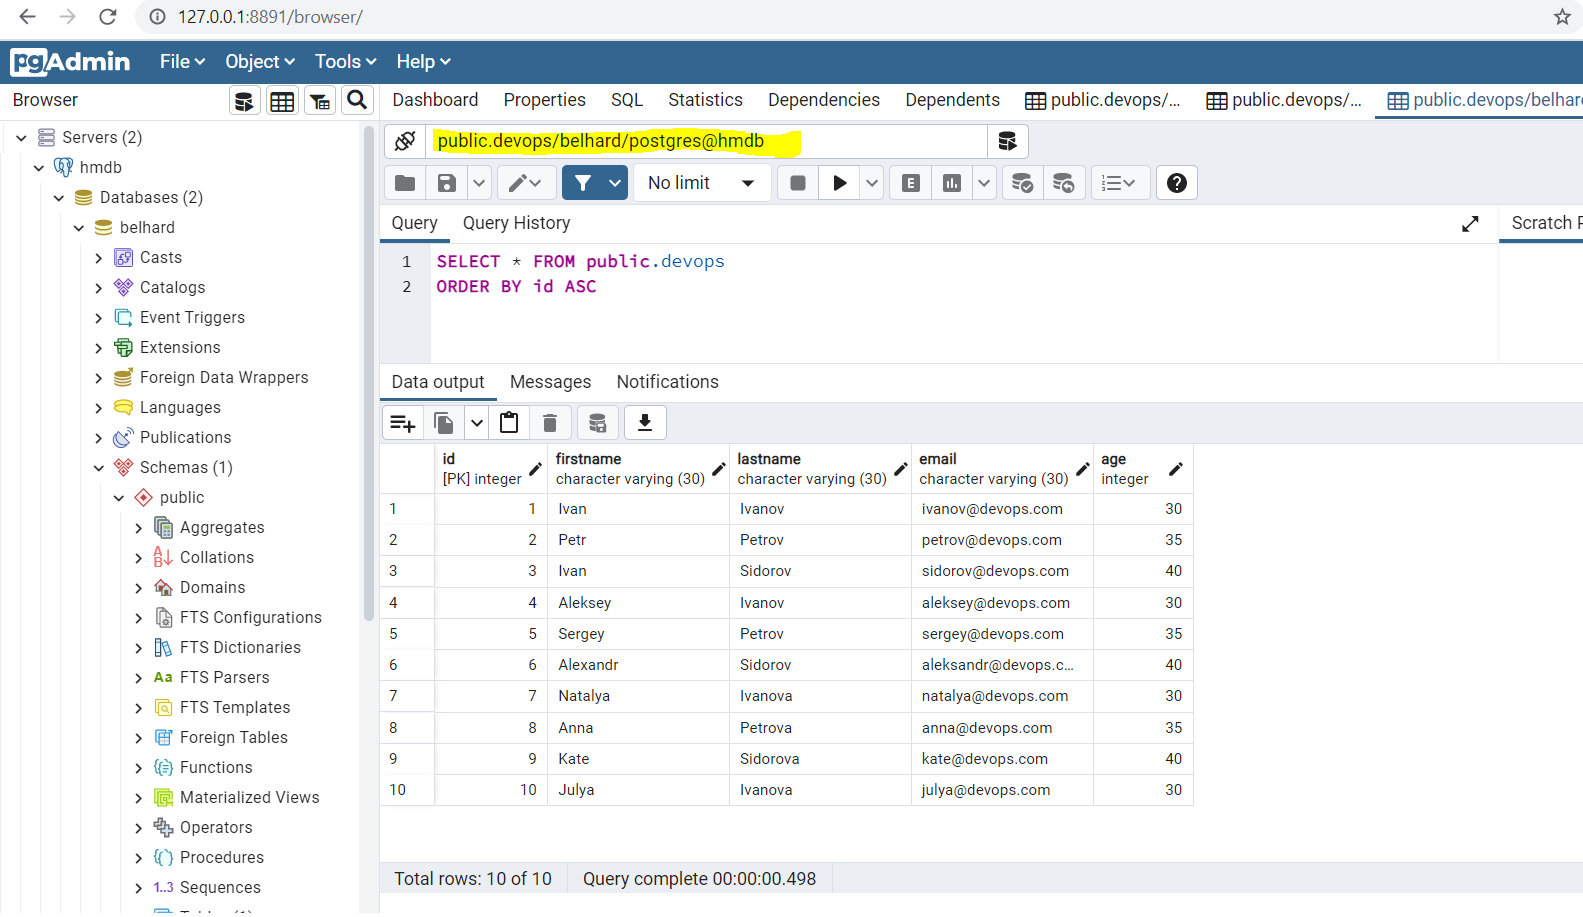 127.0.0.1:8891/browser/
pgAdmin File Object Tools Help
Browser
Dashboard Properties SQL Statistics Dependencies Dependents public.devops/... public.devops/... public.devops/belhar
Servers (2)
public.devops/belhard/postgres@hmdb
hmdb
No limit
E
Databases (2)
belhard
Query Query History
Scratch P
Casts
1 SELECT * FROM public.devops
Catalogs
2 ORDER BY id ASC
Event Triggers
Extensions
Foreign Data Wrappers
Data output Messages Notifications
Languages
Publications
Schemas (1)
public
Aggregates
Collations
Domains
FTS Configurations
FTS Dictionaries
Aa FTS Parsers
FTS Templates
Foreign Tables
Functions
Materialized Views
Operators
Procedures
1..3 Sequences
id firstname lastname email age
[PK] integer character varying (30) character varying (30) character varying (30) integer
1 1 Ivan Ivanov ivanov@devops.com 30
2 2 Petr Petrov petrov@devops.com 35
3 3 Ivan Sidorov sidorov@devops.com 40
4 4 Aleksey Ivanov aleksey@devops.com 30
5 5 Sergey Petrov sergey@devops.com 35
6 6 Alexandr Sidorov aleksandr@devops.c... 40
7 7 Natalya Ivanova natalya@devops.com 30
8 8 Anna Petrova anna@devops.com 35
9 9 Kate Sidorova kate@devops.com 40
10 10 Julya Ivanova julya@devops.com 30
Total rows: 10 of 10 Query complete 00:00:00.498